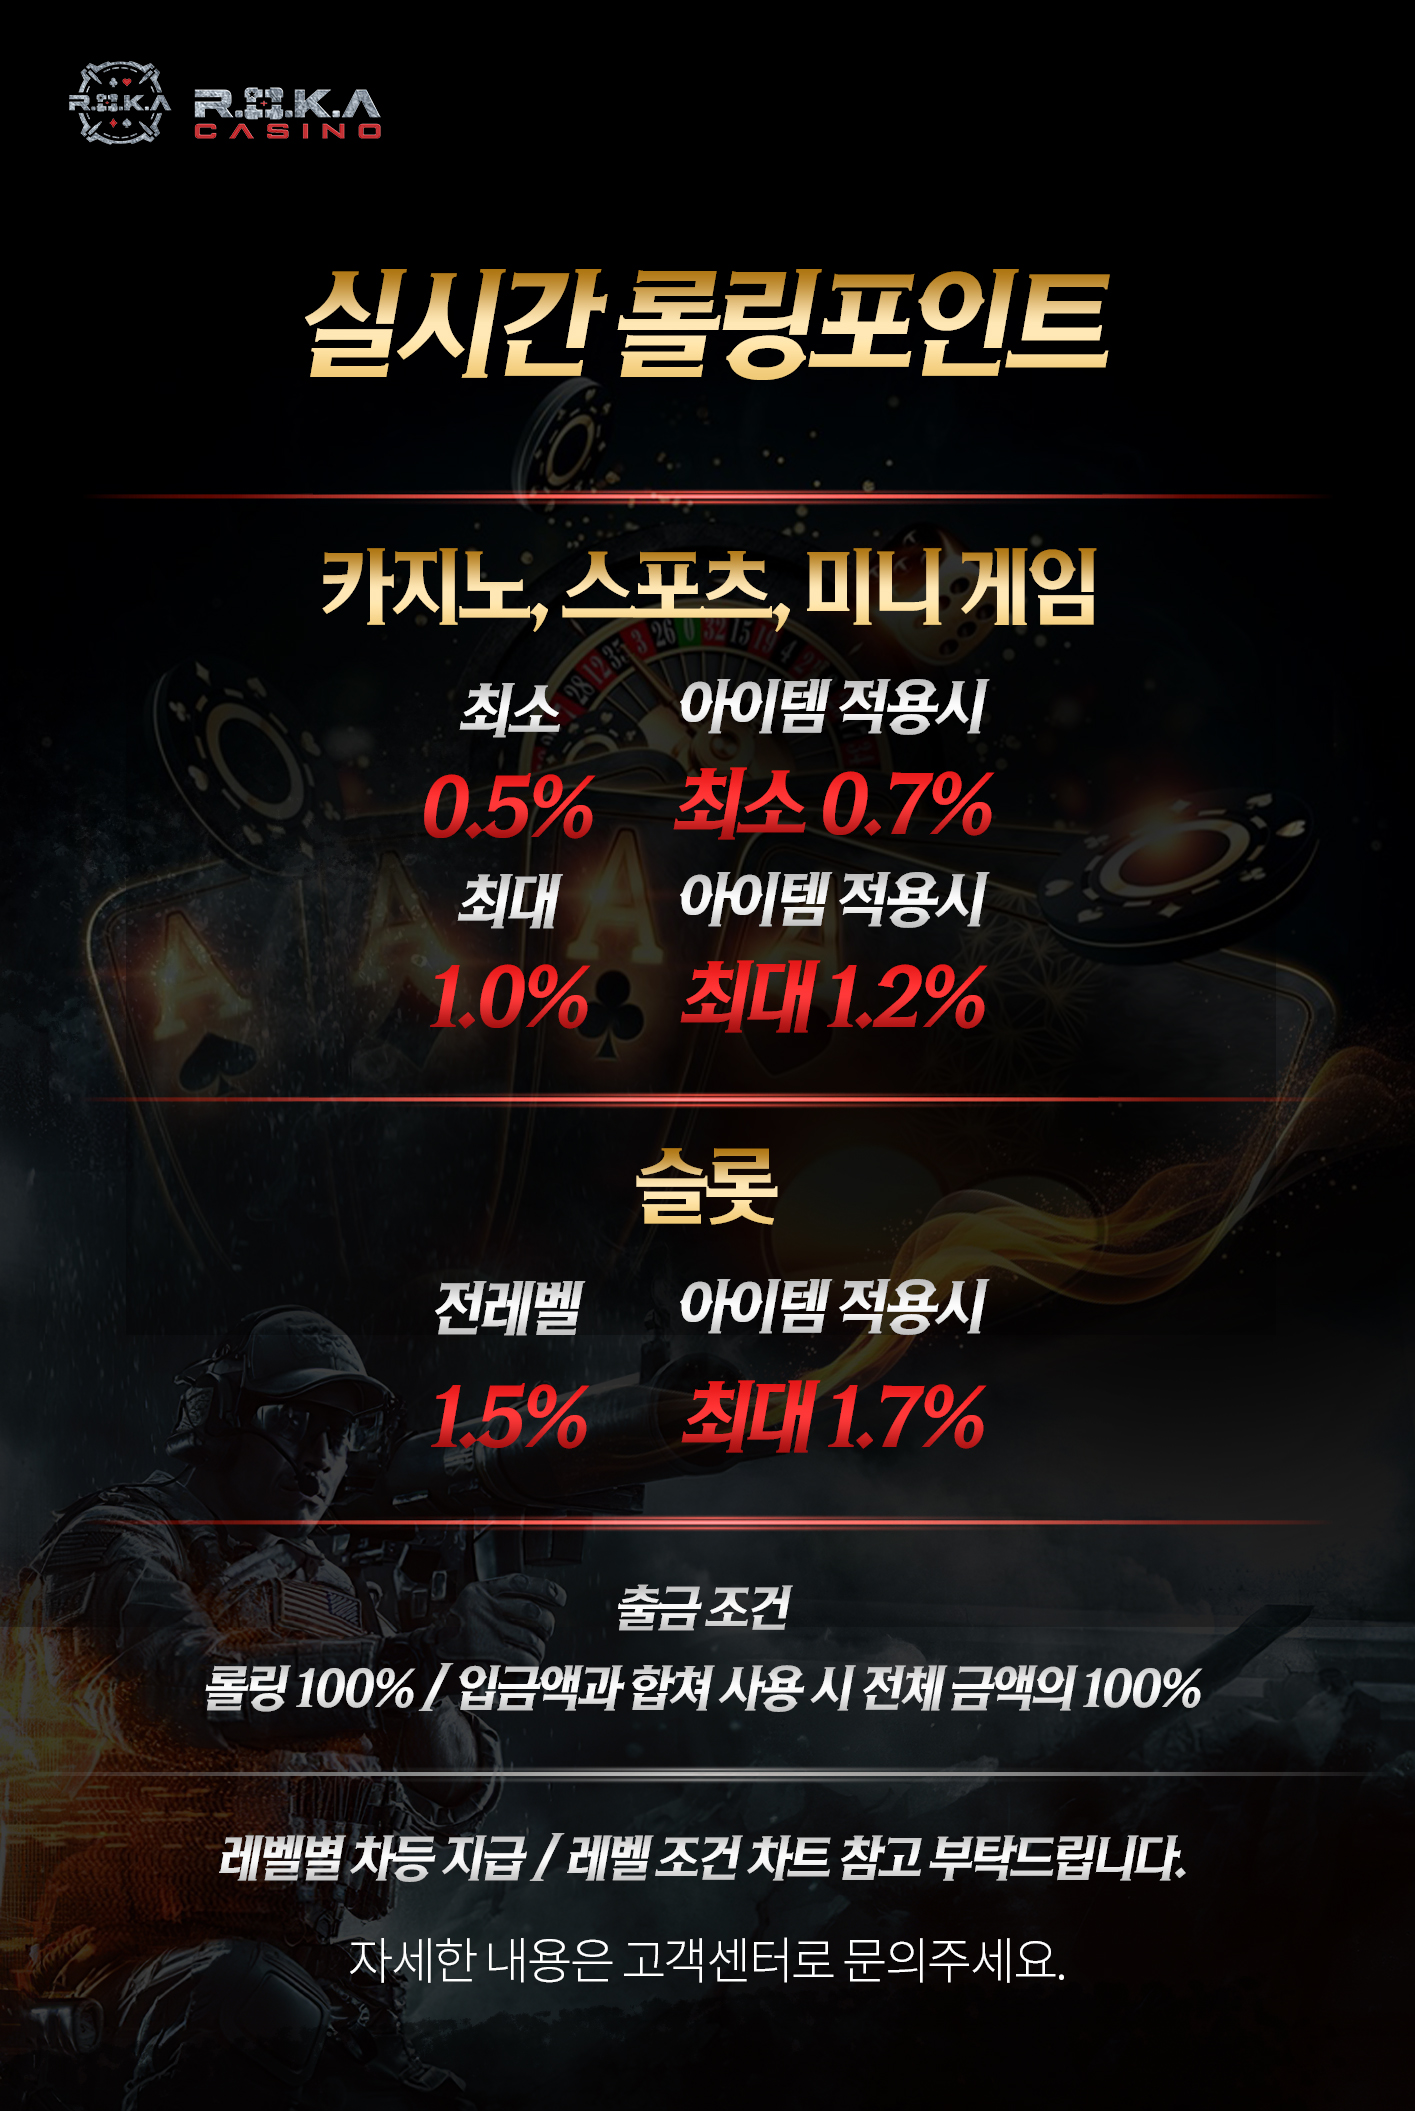 R.O.K.A
R.O.K.A
CASINO
실시간 롤링포인트
카지노, 스포츠, 미니 게임
최소 아이템 적용시
0.5% 최소 0.7%
최대 아이템 적용시
1.0% 최대 1.2%
슬롯
전레벨 아이템 적용시
1.5% 최대 1.7%
출금 조건
롤링 100% / 입금액과 합쳐 사용 시 전체 금액의 100%
레벨별 차등 지급 / 레벨 조건 차트 참고 부탁드립니다.
자세한 내용은 고객센터로 문의주세요.